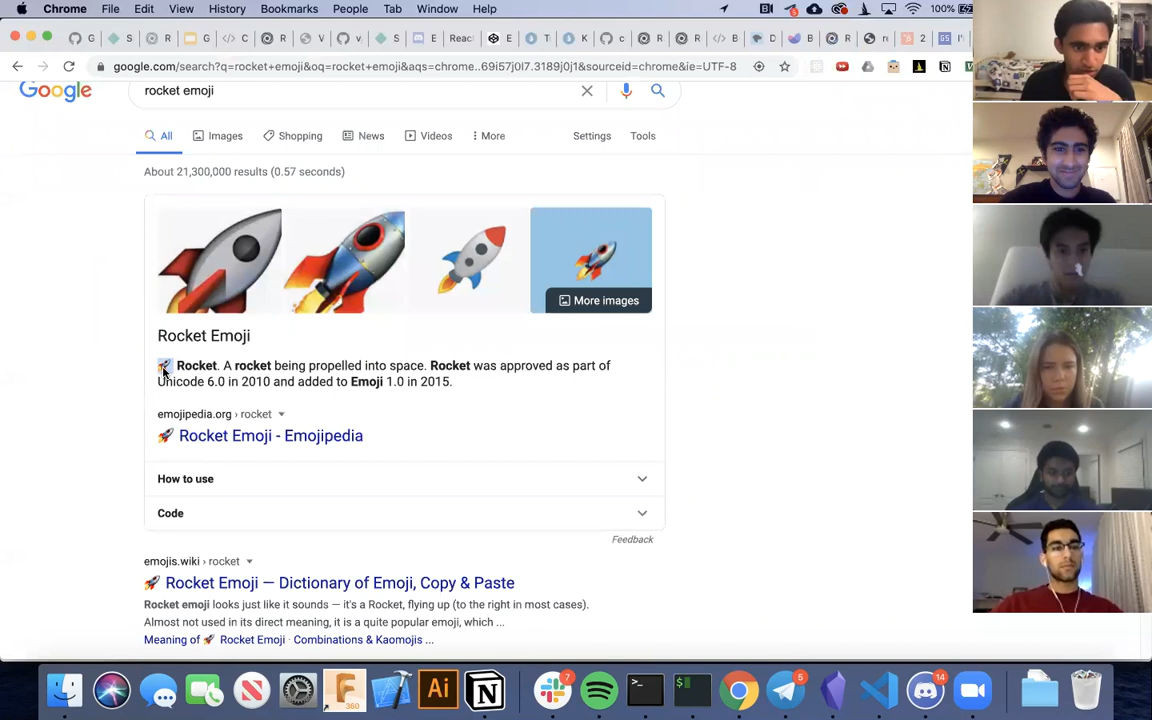 Chrome File Edit View History Bookmarks People Tab Window Help 100%
google.com/search?q=rocket+emoji&oq=rocket+emoji&aqs=chrome..69i57j0l7.3189j0j1&sourceid=chrome&ie=UTF-8
Google rocket emoji
All Images Shopping News Videos More Settings Tools
About 21,300,000 results (0.57 seconds)
More images
Rocket Emoji
🚀 Rocket. A rocket being propelled into space. Rocket was approved as part of
Unicode 6.0 in 2010 and added to Emoji 1.0 in 2015.
emojipedia.org › rocket
🚀 Rocket Emoji - Emojipedia
How to use
Code
Feedback
emojis.wiki › rocket
🚀 Rocket Emoji — Dictionary of Emoji, Copy & Paste
Rocket emoji looks just like it sounds — it's a Rocket, flying up (to the right in most cases).
Almost not used in its direct meaning, it is a quite popular emoji, which ...
Meaning of 🚀 Rocket Emoji · Combinations & Kaomojis ...
F 360 Ai N 7 >_ $ 5 14